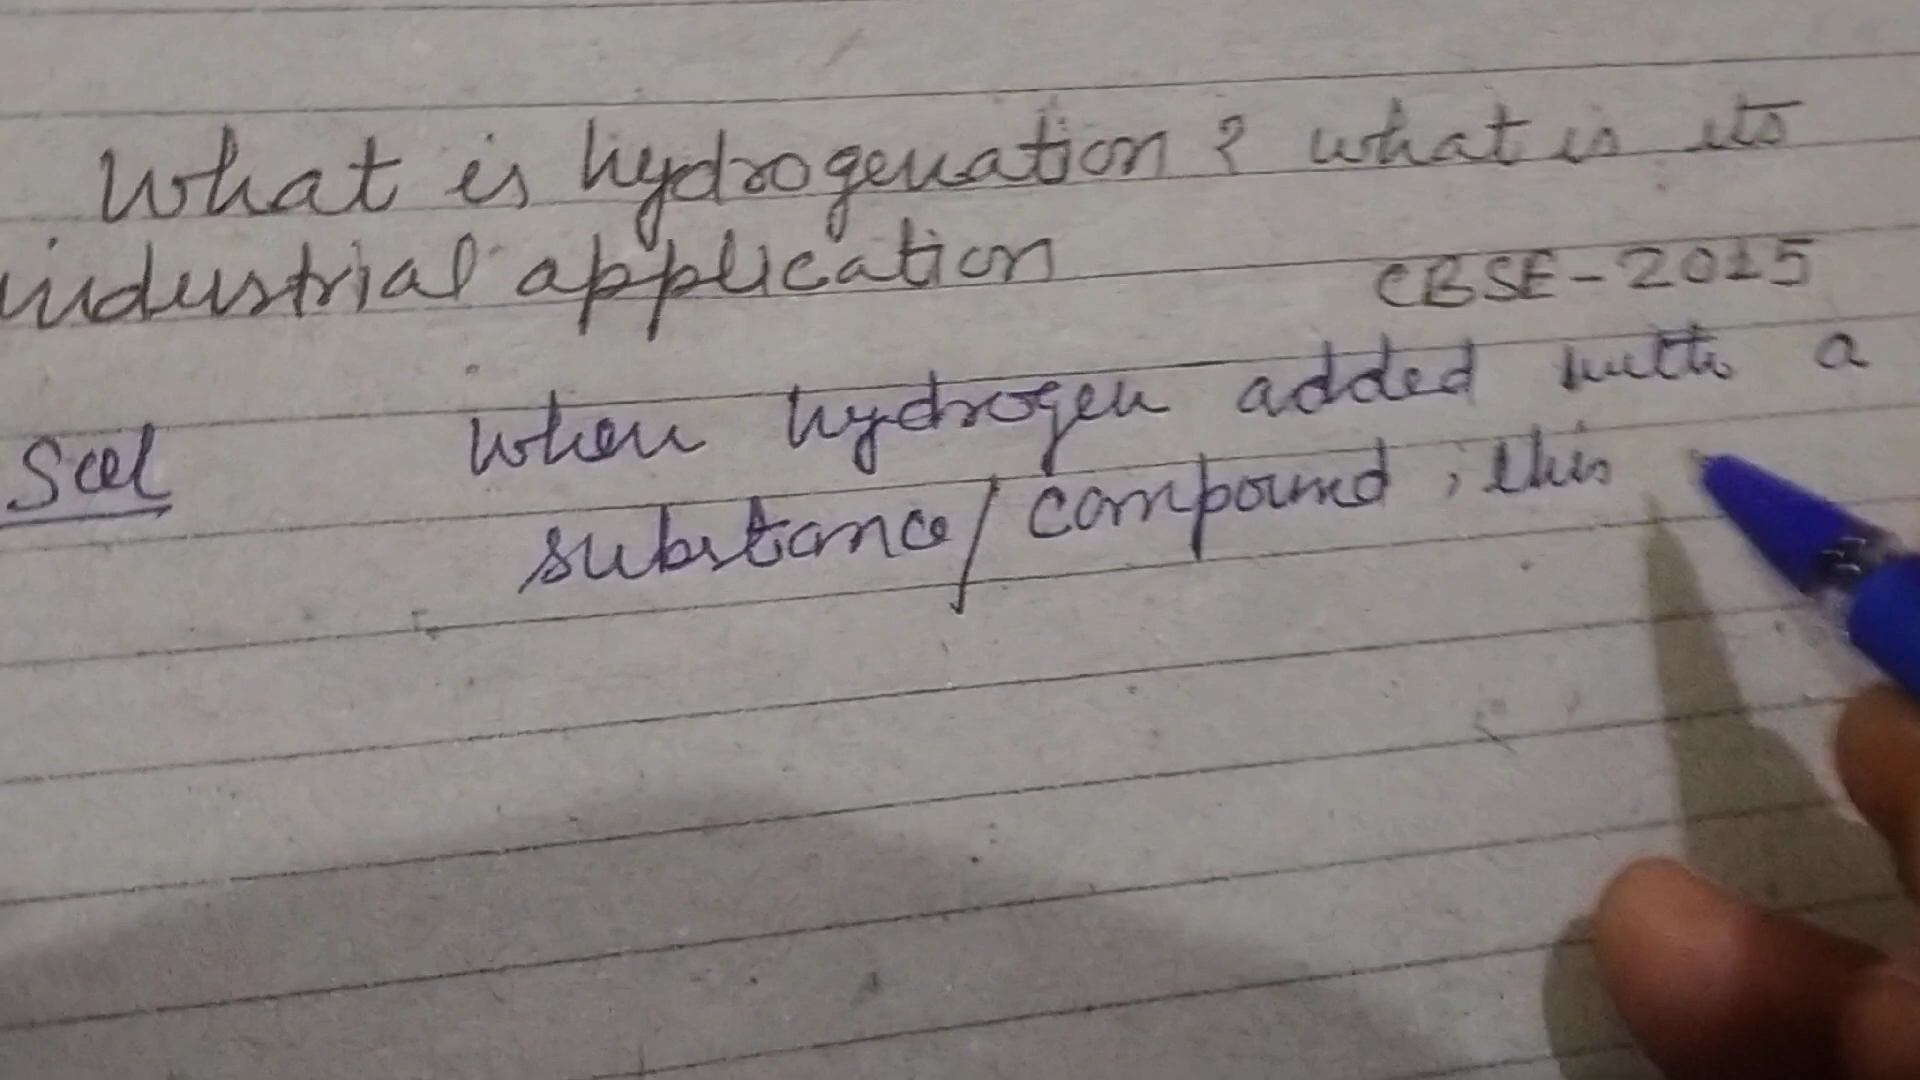 What is hydrogenation? what is its
industrial application
CBSE-2015
Sol when hydrogen added with a
substance/compound, this